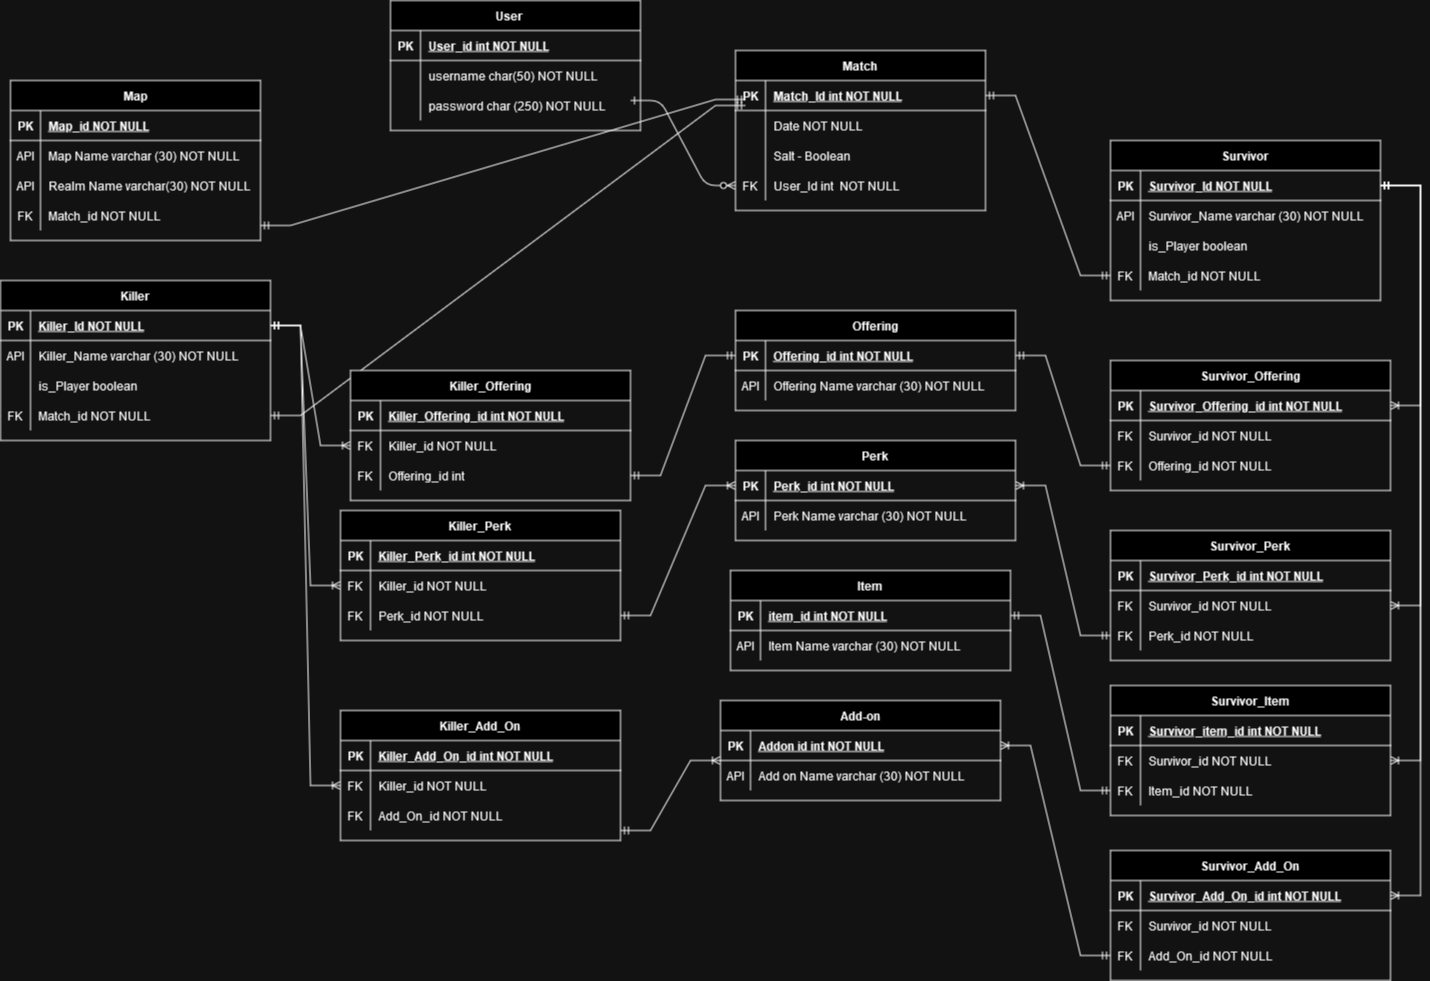 User
PK User_id int NOT NULL
username char(50) NOT NULL
password char (250) NOT NULL
Match
PK Match_Id int NOT NULL
Date NOT NULL
Salt - Boolean
FK User_Id int NOT NULL
Map
PK Map_id NOT NULL
API Map Name varchar (30) NOT NULL
API Realm Name varchar(30) NOT NULL
FK Match_id NOT NULL
Survivor
PK Survivor_Id NOT NULL
API Survivor_Name varchar (30) NOT NULL
is_Player boolean
FK Match_id NOT NULL
Killer
PK Killer_Id NOT NULL
API Killer_Name varchar (30) NOT NULL
is_Player boolean
FK Match_id NOT NULL
Offering
PK Offering_id int NOT NULL
API Offering Name varchar (30) NOT NULL
Killer_Offering
PK Killer_Offering_id int NOT NULL
FK Killer_id NOT NULL
FK Offering_id int
Survivor_Offering
PK Survivor_Offering_id int NOT NULL
FK Survivor_id NOT NULL
FK Offering_id NOT NULL
Perk
PK Perk_id int NOT NULL
API Perk Name varchar (30) NOT NULL
Killer_Perk
PK Killer_Perk_id int NOT NULL
FK Killer_id NOT NULL
FK Perk_id NOT NULL
Survivor_Perk
PK Survivor_Perk_id int NOT NULL
FK Survivor_id NOT NULL
FK Perk_id NOT NULL
Item
PK item_id int NOT NULL
API Item Name varchar (30) NOT NULL
Survivor_Item
PK Survivor_item_id int NOT NULL
FK Survivor_id NOT NULL
FK Item_id NOT NULL
Killer_Add_On
PK Killer_Add_On_id int NOT NULL
FK Killer_id NOT NULL
FK Add_On_id NOT NULL
Add-on
PK Addon id int NOT NULL
API Add on Name varchar (30) NOT NULL
Survivor_Add_On
PK Survivor_Add_On_id int NOT NULL
FK Survivor_id NOT NULL
FK Add_On_id NOT NULL